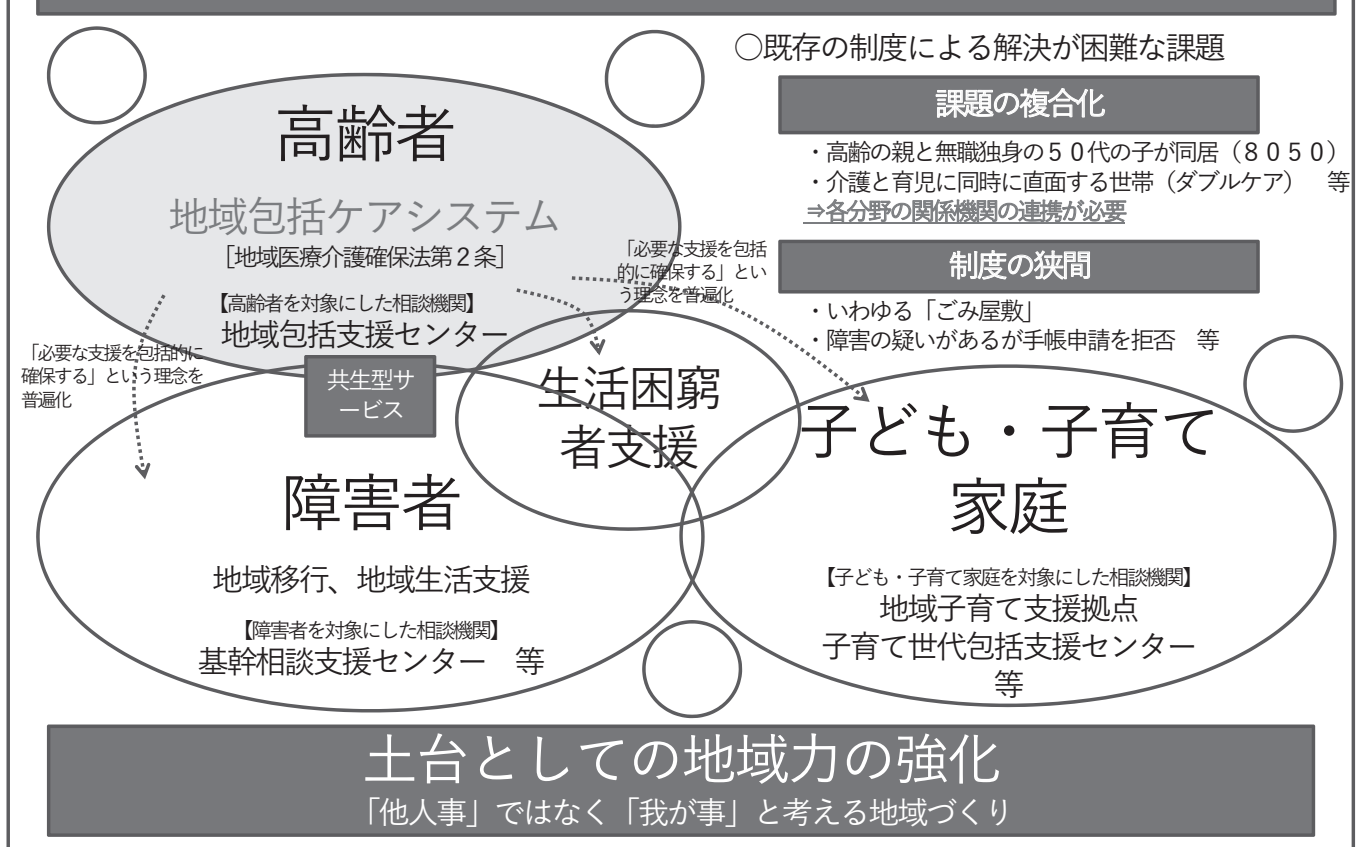 ○既存の制度による解決が困難な課題
課題の複合化
・高齢の親と無職独身の５０代の子が同居（８０５０）
・介護と育児に同時に直面する世帯（ダブルケア）　等
⇒各分野の関係機関の連携が必要
制度の狭間
・いわゆる「ごみ屋敷」
・障害の疑いがあるが手帳申請を拒否　等
高齢者
地域包括ケアシステム
［地域医療介護確保法第２条］
【高齢者を対象にした相談機関】
地域包括支援センター
「必要な支援を包括
的に確保する」とい
う理念を普遍化
「必要な支援を包括的に
確保する」という理念を
普遍化
共生型サ
ービス
生活困窮
者支援
障害者
地域移行、地域生活支援
【障害者を対象にした相談機関】
基幹相談支援センター　等
子ども・子育て
家庭
【子ども・子育て家庭を対象にした相談機関】
地域子育て支援拠点
子育て世代包括支援センター
等
土台としての地域力の強化
「他人事」ではなく「我が事」と考える地域づくり